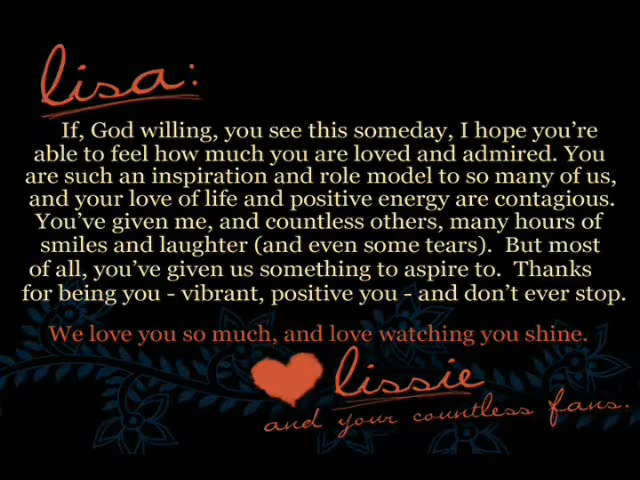 lisa:
If, God willing, you see this someday, I hope you're
able to feel how much you are loved and admired. You
are such an inspiration and role model to so many of us,
and your love of life and positive energy are contagious.
You've given me, and countless others, many hours of
smiles and laughter (and even some tears).  But most
of all, you've given us something to aspire to.  Thanks
for being you - vibrant, positive you - and don't ever stop.
We love you so much, and love watching you shine.
lissie
and your countless fans.